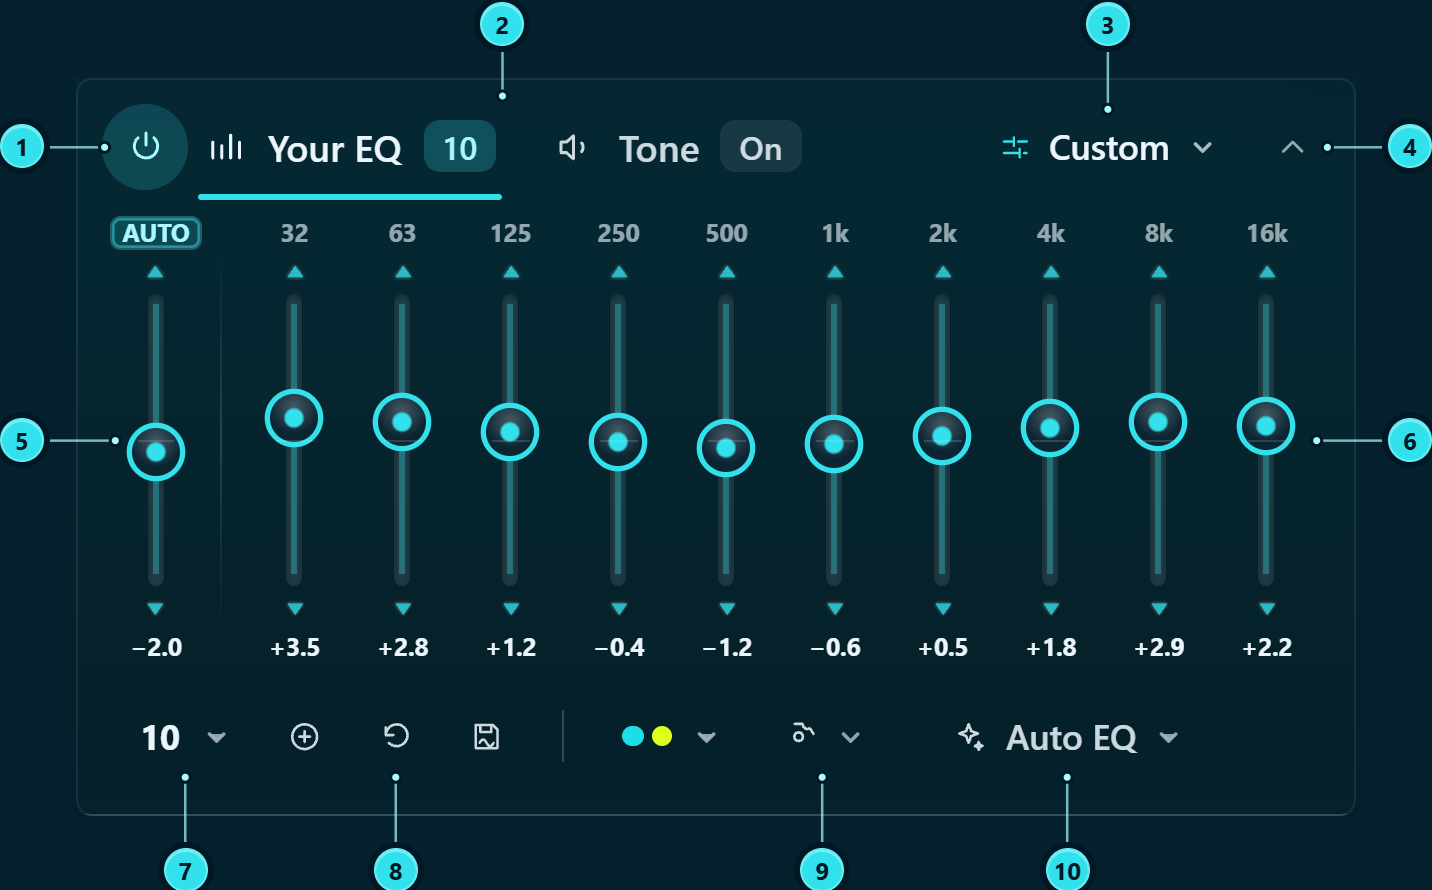 2 3
1 Your EQ 10 Tone On Custom 4
AUTO 32 63 125 250 500 1k 2k 4k 8k 16k
5 6
−2.0 +3.5 +2.8 +1.2 −0.4 −1.2 −0.6 +0.5 +1.8 +2.9 +2.2
10 Auto EQ
7 8 9 10